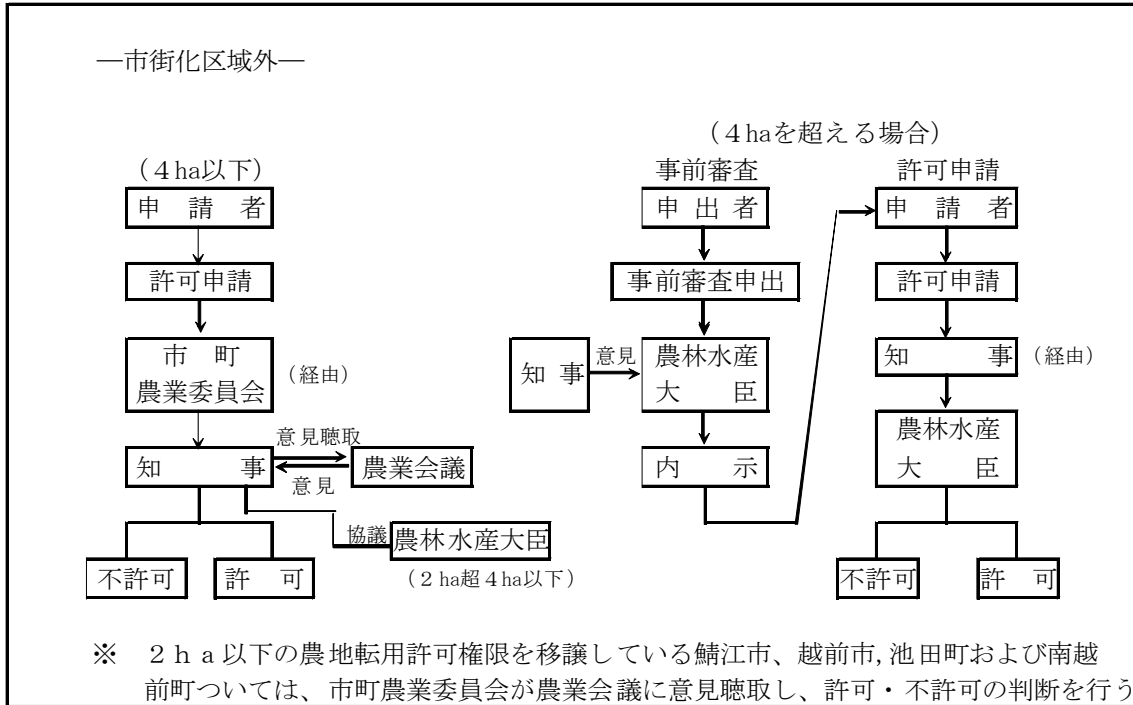 ―市街化区域外―
（４ha以下）
申請者
許可申請
市町
農業委員会
（経由）
知事
意見聴取
意見
農業会議
協議
農林水産大臣
（２ha超４ha以下）
不許可
許可
（４haを超える場合）
事前審査
申出者
事前審査申出
知事
意見
農林水産
大臣
内示
許可申請
申請者
許可申請
知事
（経由）
農林水産
大臣
不許可
許可
※　２ｈａ以下の農地転用許可権限を移譲している鯖江市、越前市,池田町および南越
前町ついては、市町農業委員会が農業会議に意見聴取し、許可・不許可の判断を行う